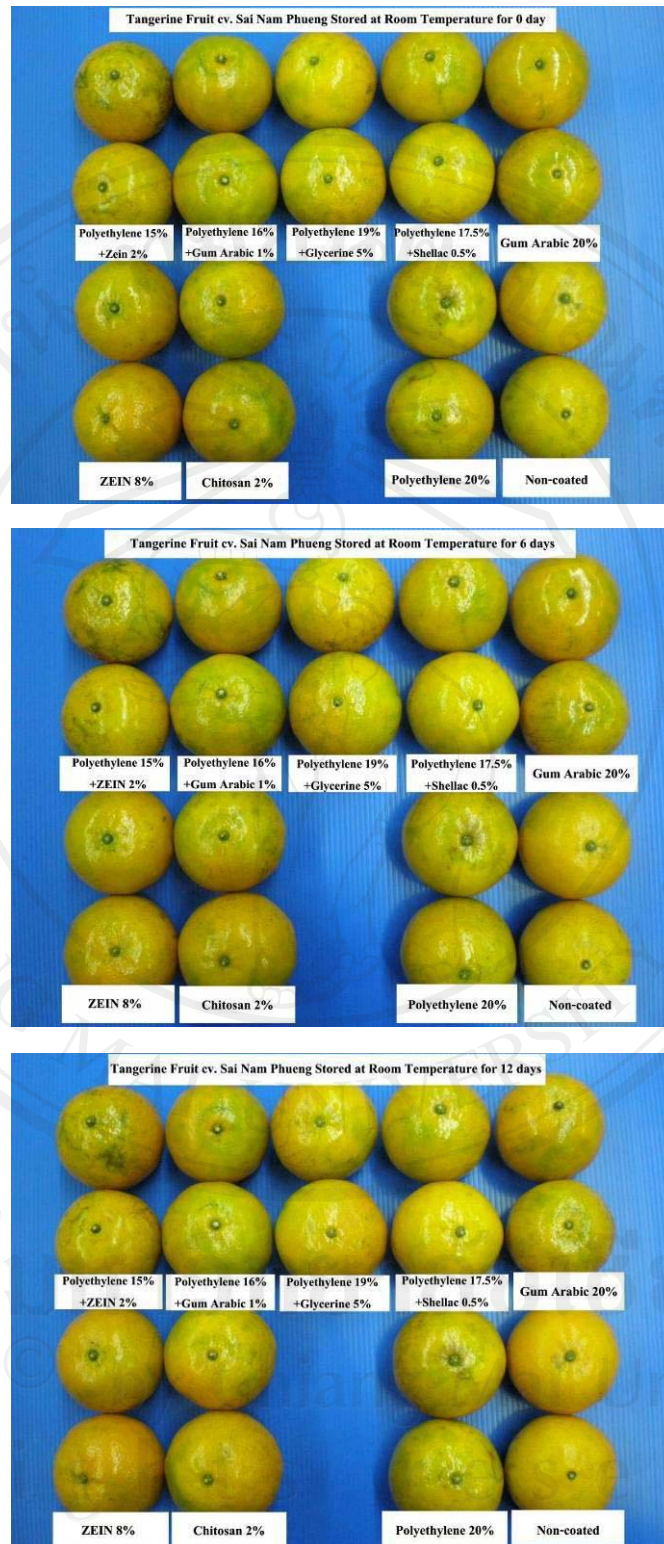 Tangerine Fruit cv. Sai Nam Phueng Stored at Room Temperature for 0 day
Polyethylene 15%
+Zein 2%
Polyethylene 16%
+Gum Arabic 1%
Polyethylene 19%
+Glycerine 5%
Polyethylene 17.5%
+Shellac 0.5%
Gum Arabic 20%
ZEIN 8%
Chitosan 2%
Polyethylene 20%
Non-coated
Tangerine Fruit cv. Sai Nam Phueng Stored at Room Temperature for 6 days
Polyethylene 15%
+ZEIN 2%
Polyethylene 16%
+Gum Arabic 1%
Polyethylene 19%
+Glycerine 5%
Polyethylene 17.5%
+Shellac 0.5%
Gum Arabic 20%
ZEIN 8%
Chitosan 2%
Polyethylene 20%
Non-coated
Tangerine Fruit cv. Sai Nam Phueng Stored at Room Temperature for 12 days
Polyethylene 15%
+ZEIN 2%
Polyethylene 16%
+Gum Arabic 1%
Polyethylene 19%
+Glycerine 5%
Polyethylene 17.5%
+Shellac 0.5%
Gum Arabic 20%
ZEIN 8%
Chitosan 2%
Polyethylene 20%
Non-coated